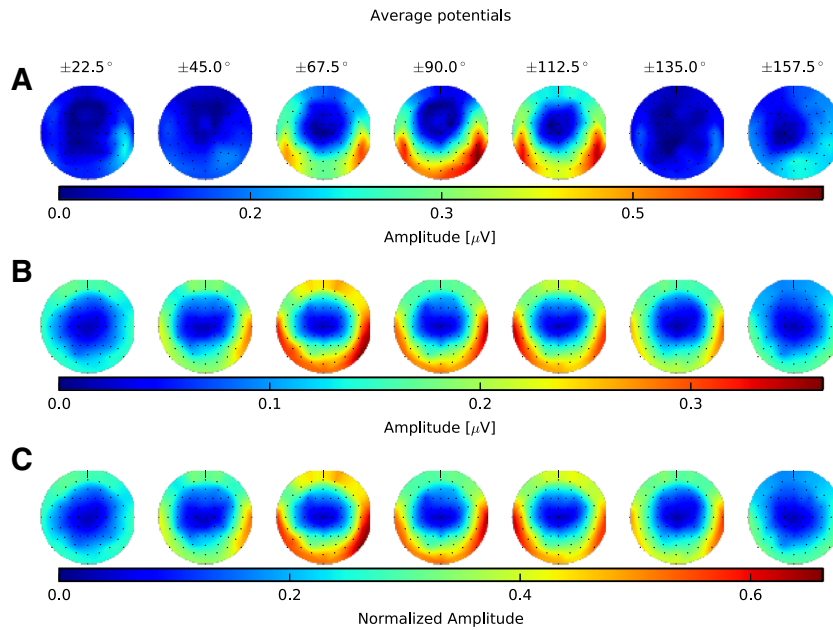 Average potentials
A
±22.5° ±45.0° ±67.5° ±90.0° ±112.5° ±135.0° ±157.5°
0.0 0.2 0.3 0.5
Amplitude [μV]
B
0.0 0.1 0.2 0.3
Amplitude [μV]
C
0.0 0.2 0.4 0.6
Normalized Amplitude